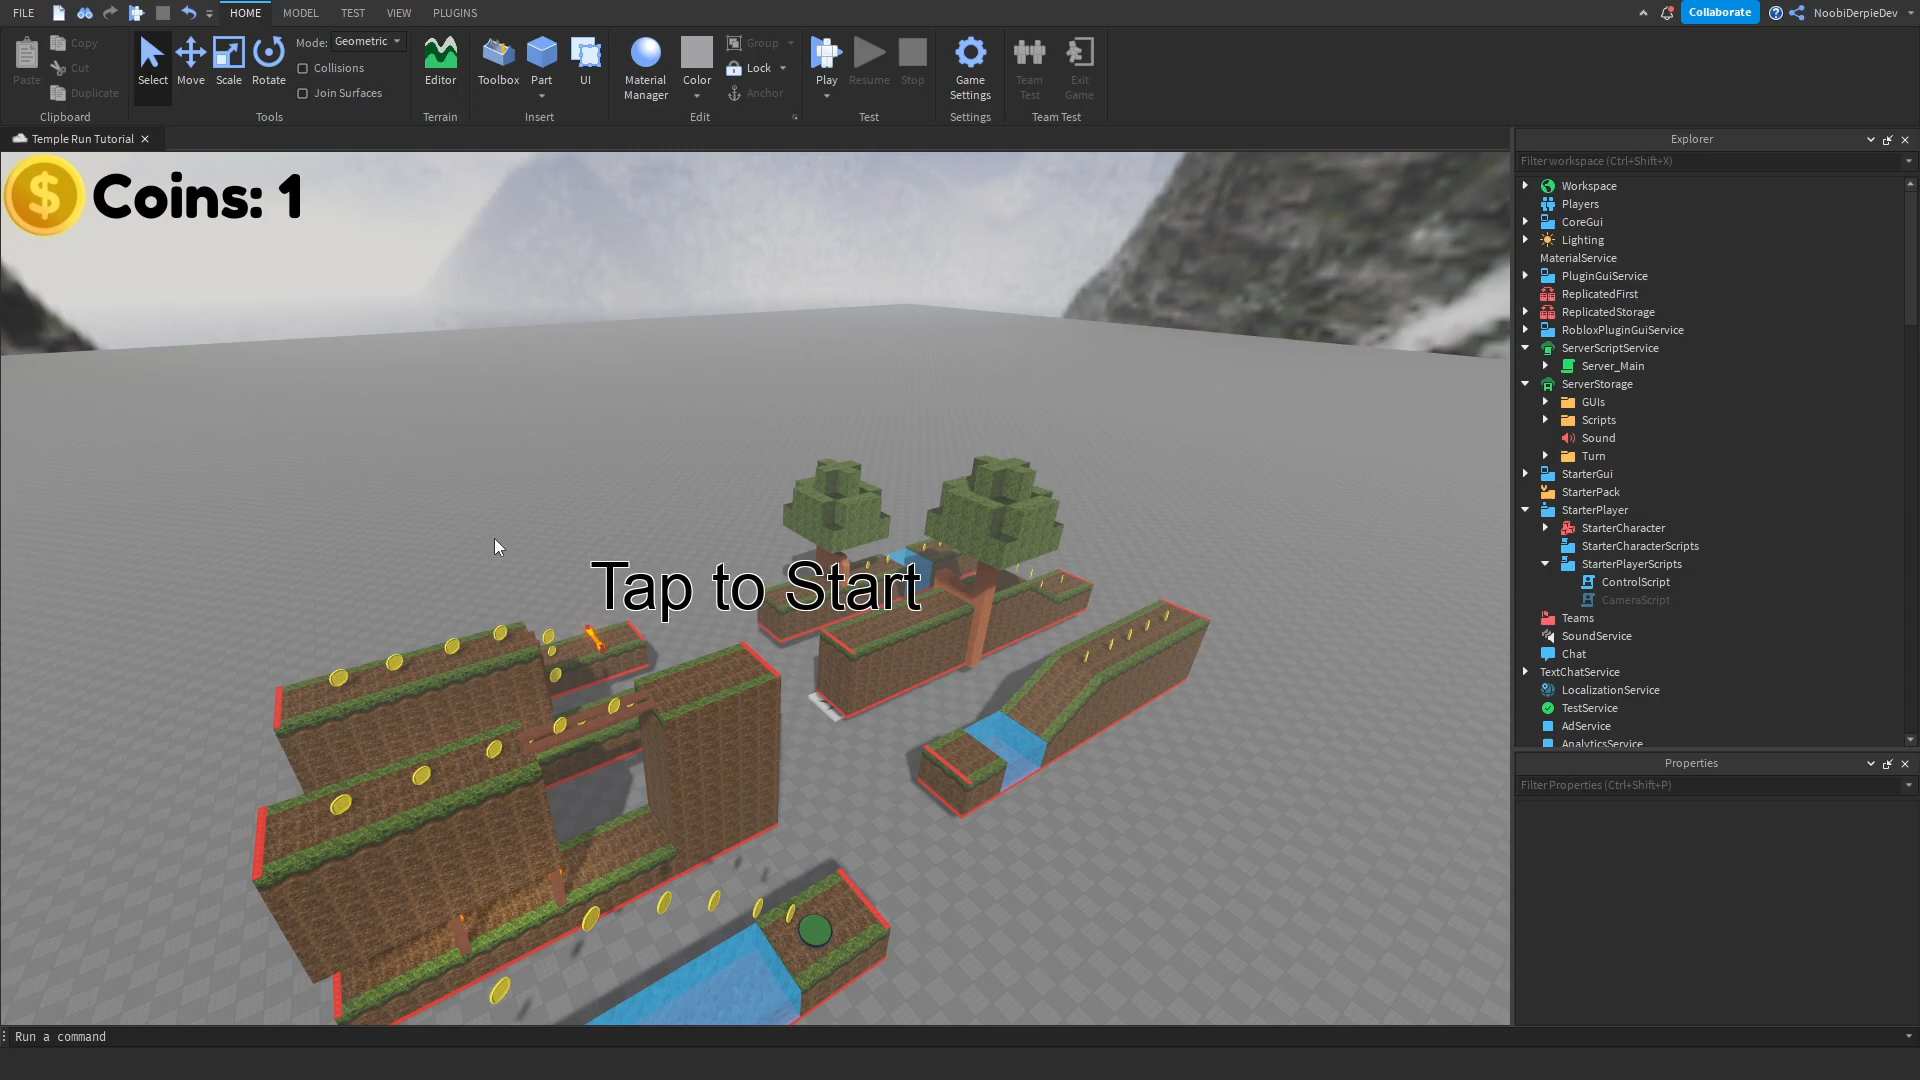 FILE
HOME
MODEL
TEST
VIEW
PLUGINS
Collaborate
NoobiDerpieDev
Paste
Copy
Cut
Duplicate
Clipboard
Select
Move
Scale
Rotate
Mode: Geometric
Collisions
Join Surfaces
Tools
Editor
Terrain
Toolbox
Part
UI
Insert
Material
Manager
Color
Group
Lock
Anchor
Edit
Play
Resume
Stop
Test
Game
Settings
Settings
Team
Test
Exit
Game
Team Test
Temple Run Tutorial
$ Coins: 1
Tap to Start
Explorer
Filter workspace (Ctrl+Shift+X)
Workspace
Players
CoreGui
Lighting
MaterialService
PluginGuiService
ReplicatedFirst
ReplicatedStorage
RobloxPluginGuiService
ServerScriptService
Server_Main
ServerStorage
GUIs
Scripts
Sound
Turn
StarterGui
StarterPack
StarterPlayer
StarterCharacter
StarterCharacterScripts
StarterPlayerScripts
ControlScript
CameraScript
Teams
SoundService
Chat
TextChatService
LocalizationService
TestService
AdService
AnalyticsService
Properties
Filter Properties (Ctrl+Shift+P)
Run a command